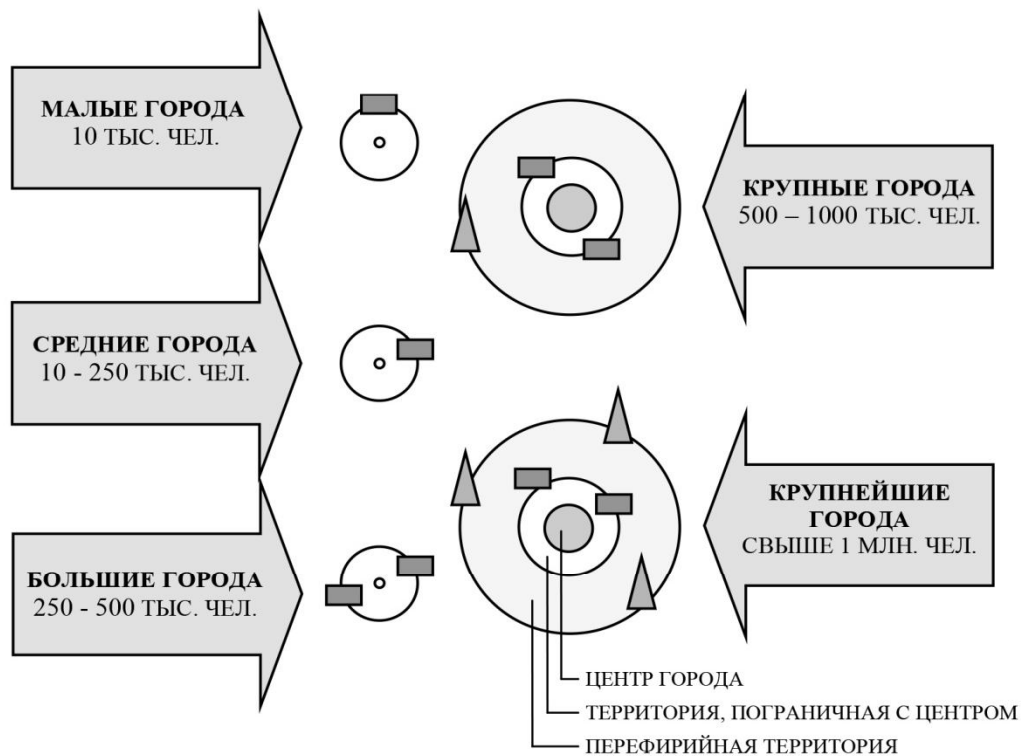 МАЛЫЕ ГОРОДА
10 ТЫС. ЧЕЛ.
КРУПНЫЕ ГОРОДА
500 – 1000 ТЫС. ЧЕЛ.
СРЕДНИЕ ГОРОДА
10 - 250 ТЫС. ЧЕЛ.
КРУПНЕЙШИЕ
ГОРОДА
СВЫШЕ 1 МЛН. ЧЕЛ.
БОЛЬШИЕ ГОРОДА
250 - 500 ТЫС. ЧЕЛ.
ЦЕНТР ГОРОДА
ТЕРРИТОРИЯ, ПОГРАНИЧНАЯ С ЦЕНТРОМ
ПЕРЕФИРИЙНАЯ ТЕРРИТОРИЯ